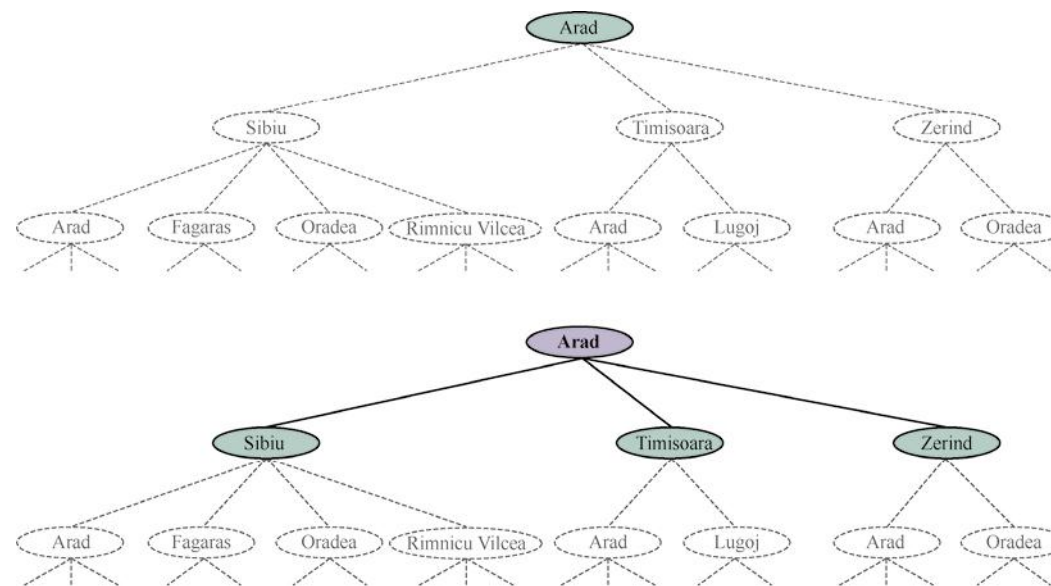 Arad
Sibiu Timisoara Zerind
Arad Fagaras Oradea Rimnicu Vilcea Arad Lugoj Arad Oradea
Arad
Sibiu Timisoara Zerind
Arad Fagaras Oradea Rimnicu Vilcea Arad Lugoj Arad Oradea